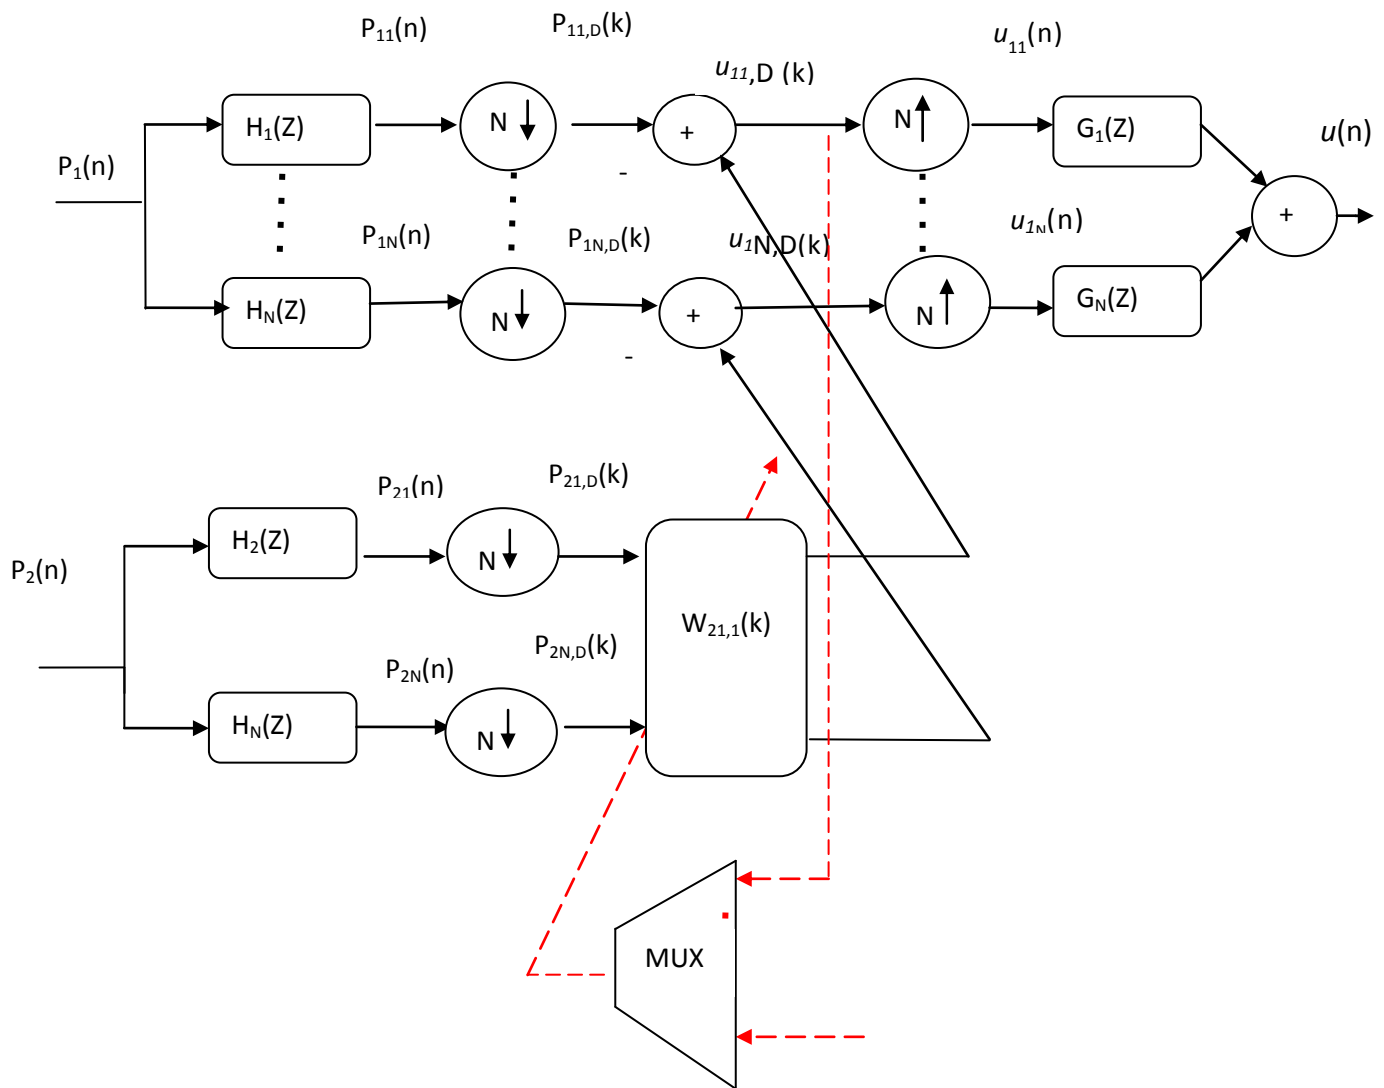 P₁₁(n) P₁₁,D(k) u₁₁(n)
u₁₁,D (k)
H₁(Z) N + N G₁(Z) u(n)
P₁(n)
-
+
P₁N(n) P₁N,D(k) u₁N,D(k) u₁N(n)
HN(Z) N + N GN(Z)
-
P₂₁(n) P₂₁,D(k)
H₂(Z) N
P₂(n)
W₂₁,₁(k)
P₂N(n) P₂N,D(k)
HN(Z) N
MUX